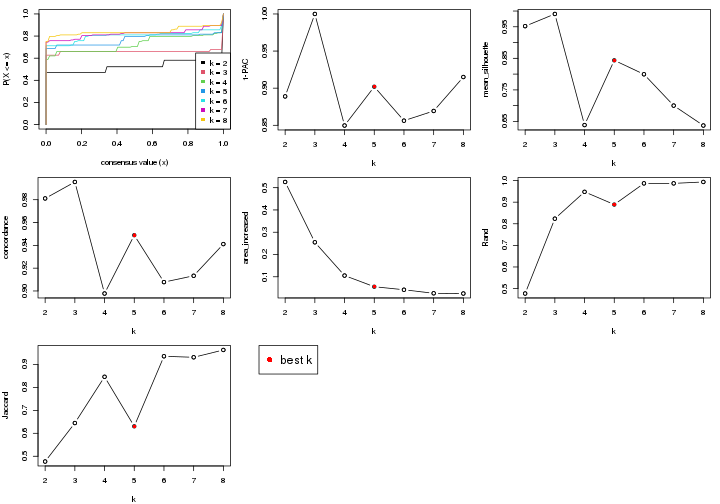 P(X <= x)
0.0 0.2 0.4 0.6 0.8 1.0
k = 2
k = 3
k = 4
k = 5
k = 6
k = 7
k = 8
0.0 0.2 0.4 0.6 0.8 1.0
consensus value (x)
1-PAC
0.85 0.90 0.95 1.00
2 3 4 5 6 7 8
k
mean_silhouette
0.65 0.75 0.85 0.95
2 3 4 5 6 7 8
k
concordance
0.90 0.92 0.94 0.96 0.98
2 3 4 5 6 7 8
k
area_increased
0.1 0.2 0.3 0.4 0.5
2 3 4 5 6 7 8
k
Rand
0.5 0.6 0.7 0.8 0.9 1.0
2 3 4 5 6 7 8
k
Jaccard
0.5 0.6 0.7 0.8 0.9
2 3 4 5 6 7 8
k
best k